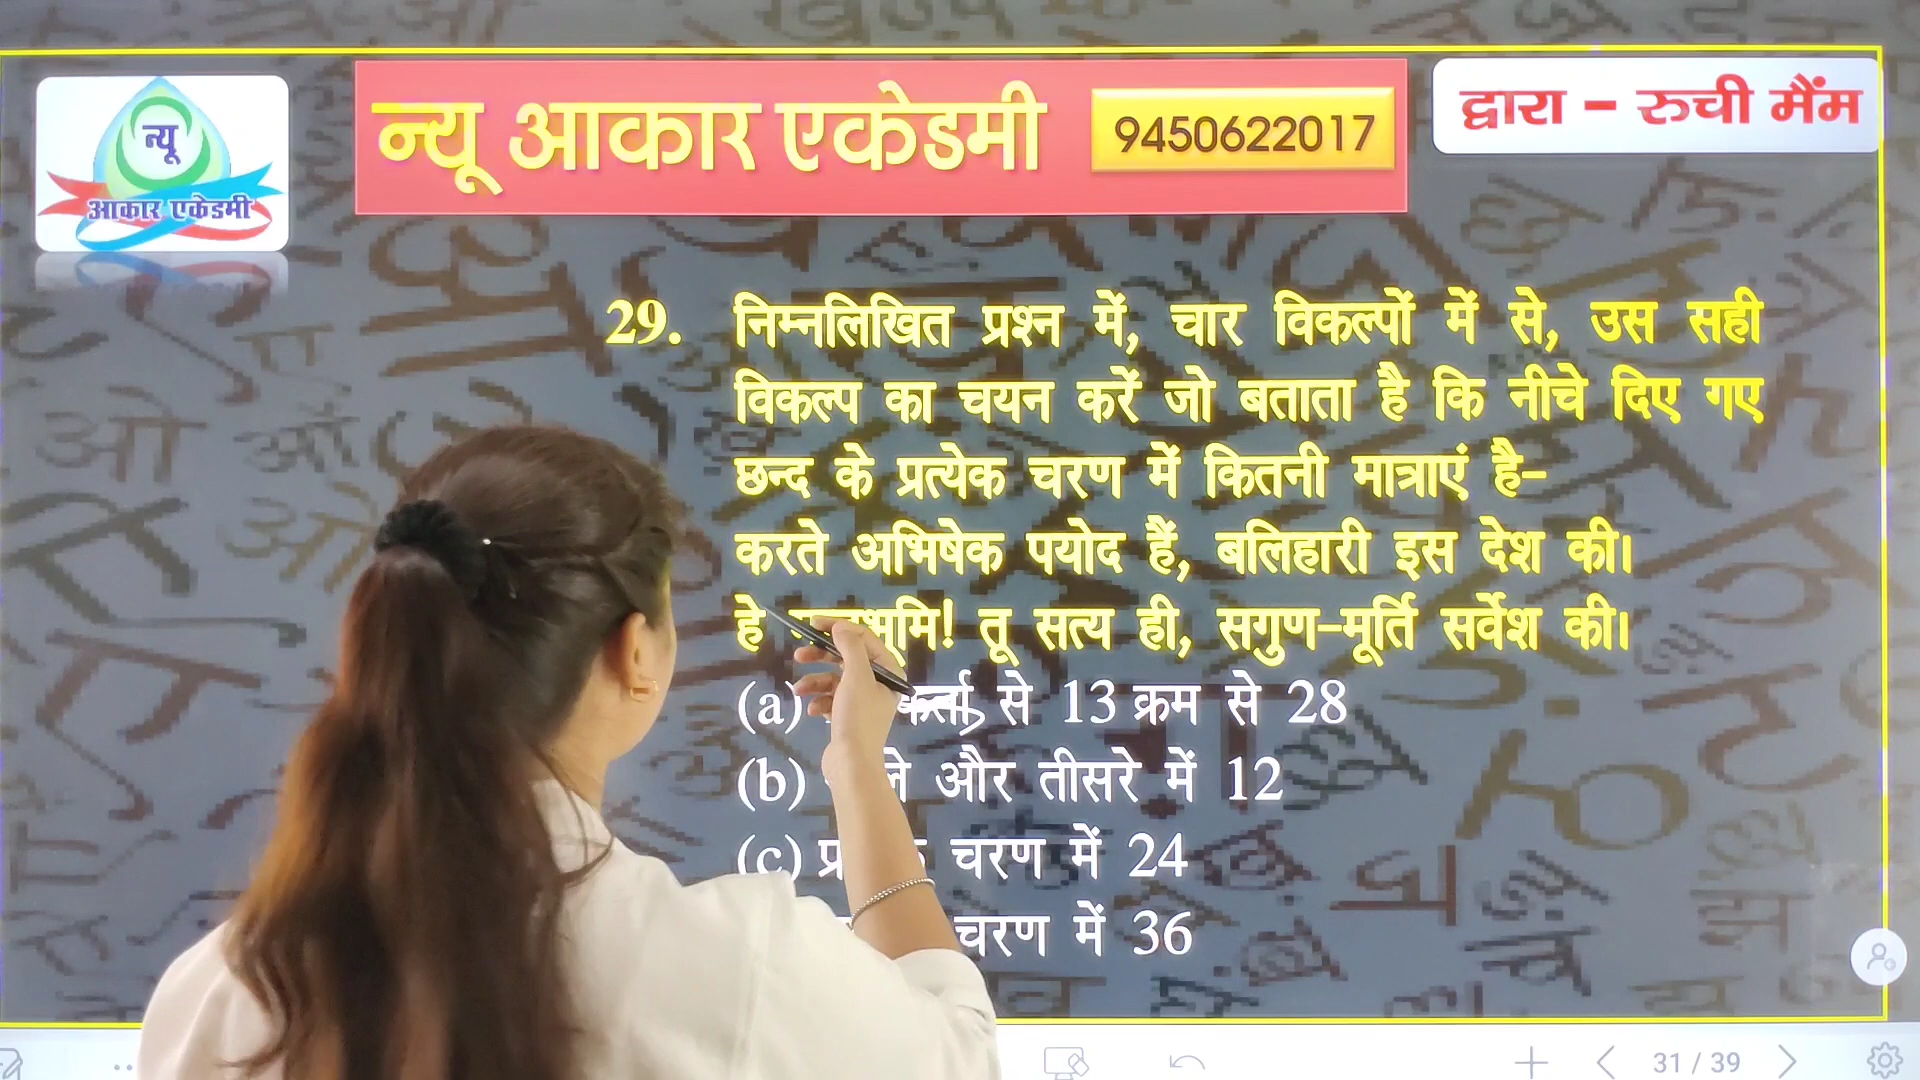 न्यू
आकार एकेडमी
न्यू आकार एकेडमी
9450622017
द्वारा - रुची मैंम
29. निम्नलिखित प्रश्न में, चार विकल्पों में से, उस सही
विकल्प का चयन करें जो बताता है कि नीचे दिए गए
छन्द के प्रत्येक चरण में कितनी मात्राएं है-
करते अभिषेक पयोद हैं, बलिहारी इस देश की।
हे तू सत्य ही, सगुण-मूर्ति सर्वेश की।
(a) से 13 क्रम से 28
(b) और तीसरे में 12
(c) चरण में 24
चरण में 36
31 / 39